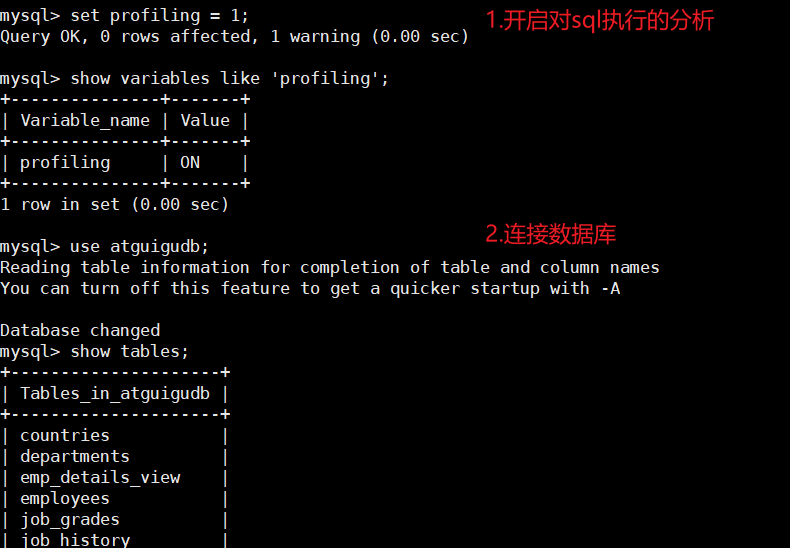 mysql> set profiling = 1;
1.开启对sql执行的分析
Query OK, 0 rows affected, 1 warning (0.00 sec)
mysql> show variables like 'profiling';
+---------------+-------+
| Variable_name | Value |
+---------------+-------+
| profiling     | ON    |
+---------------+-------+
1 row in set (0.00 sec)
2.连接数据库
mysql> use atguigudb;
Reading table information for completion of table and column names
You can turn off this feature to get a quicker startup with -A
Database changed
mysql> show tables;
+---------------------+
| Tables_in_atguigudb |
+---------------------+
| countries           |
| departments         |
| emp_details_view    |
| employees           |
| job_grades          |
| job_history         |